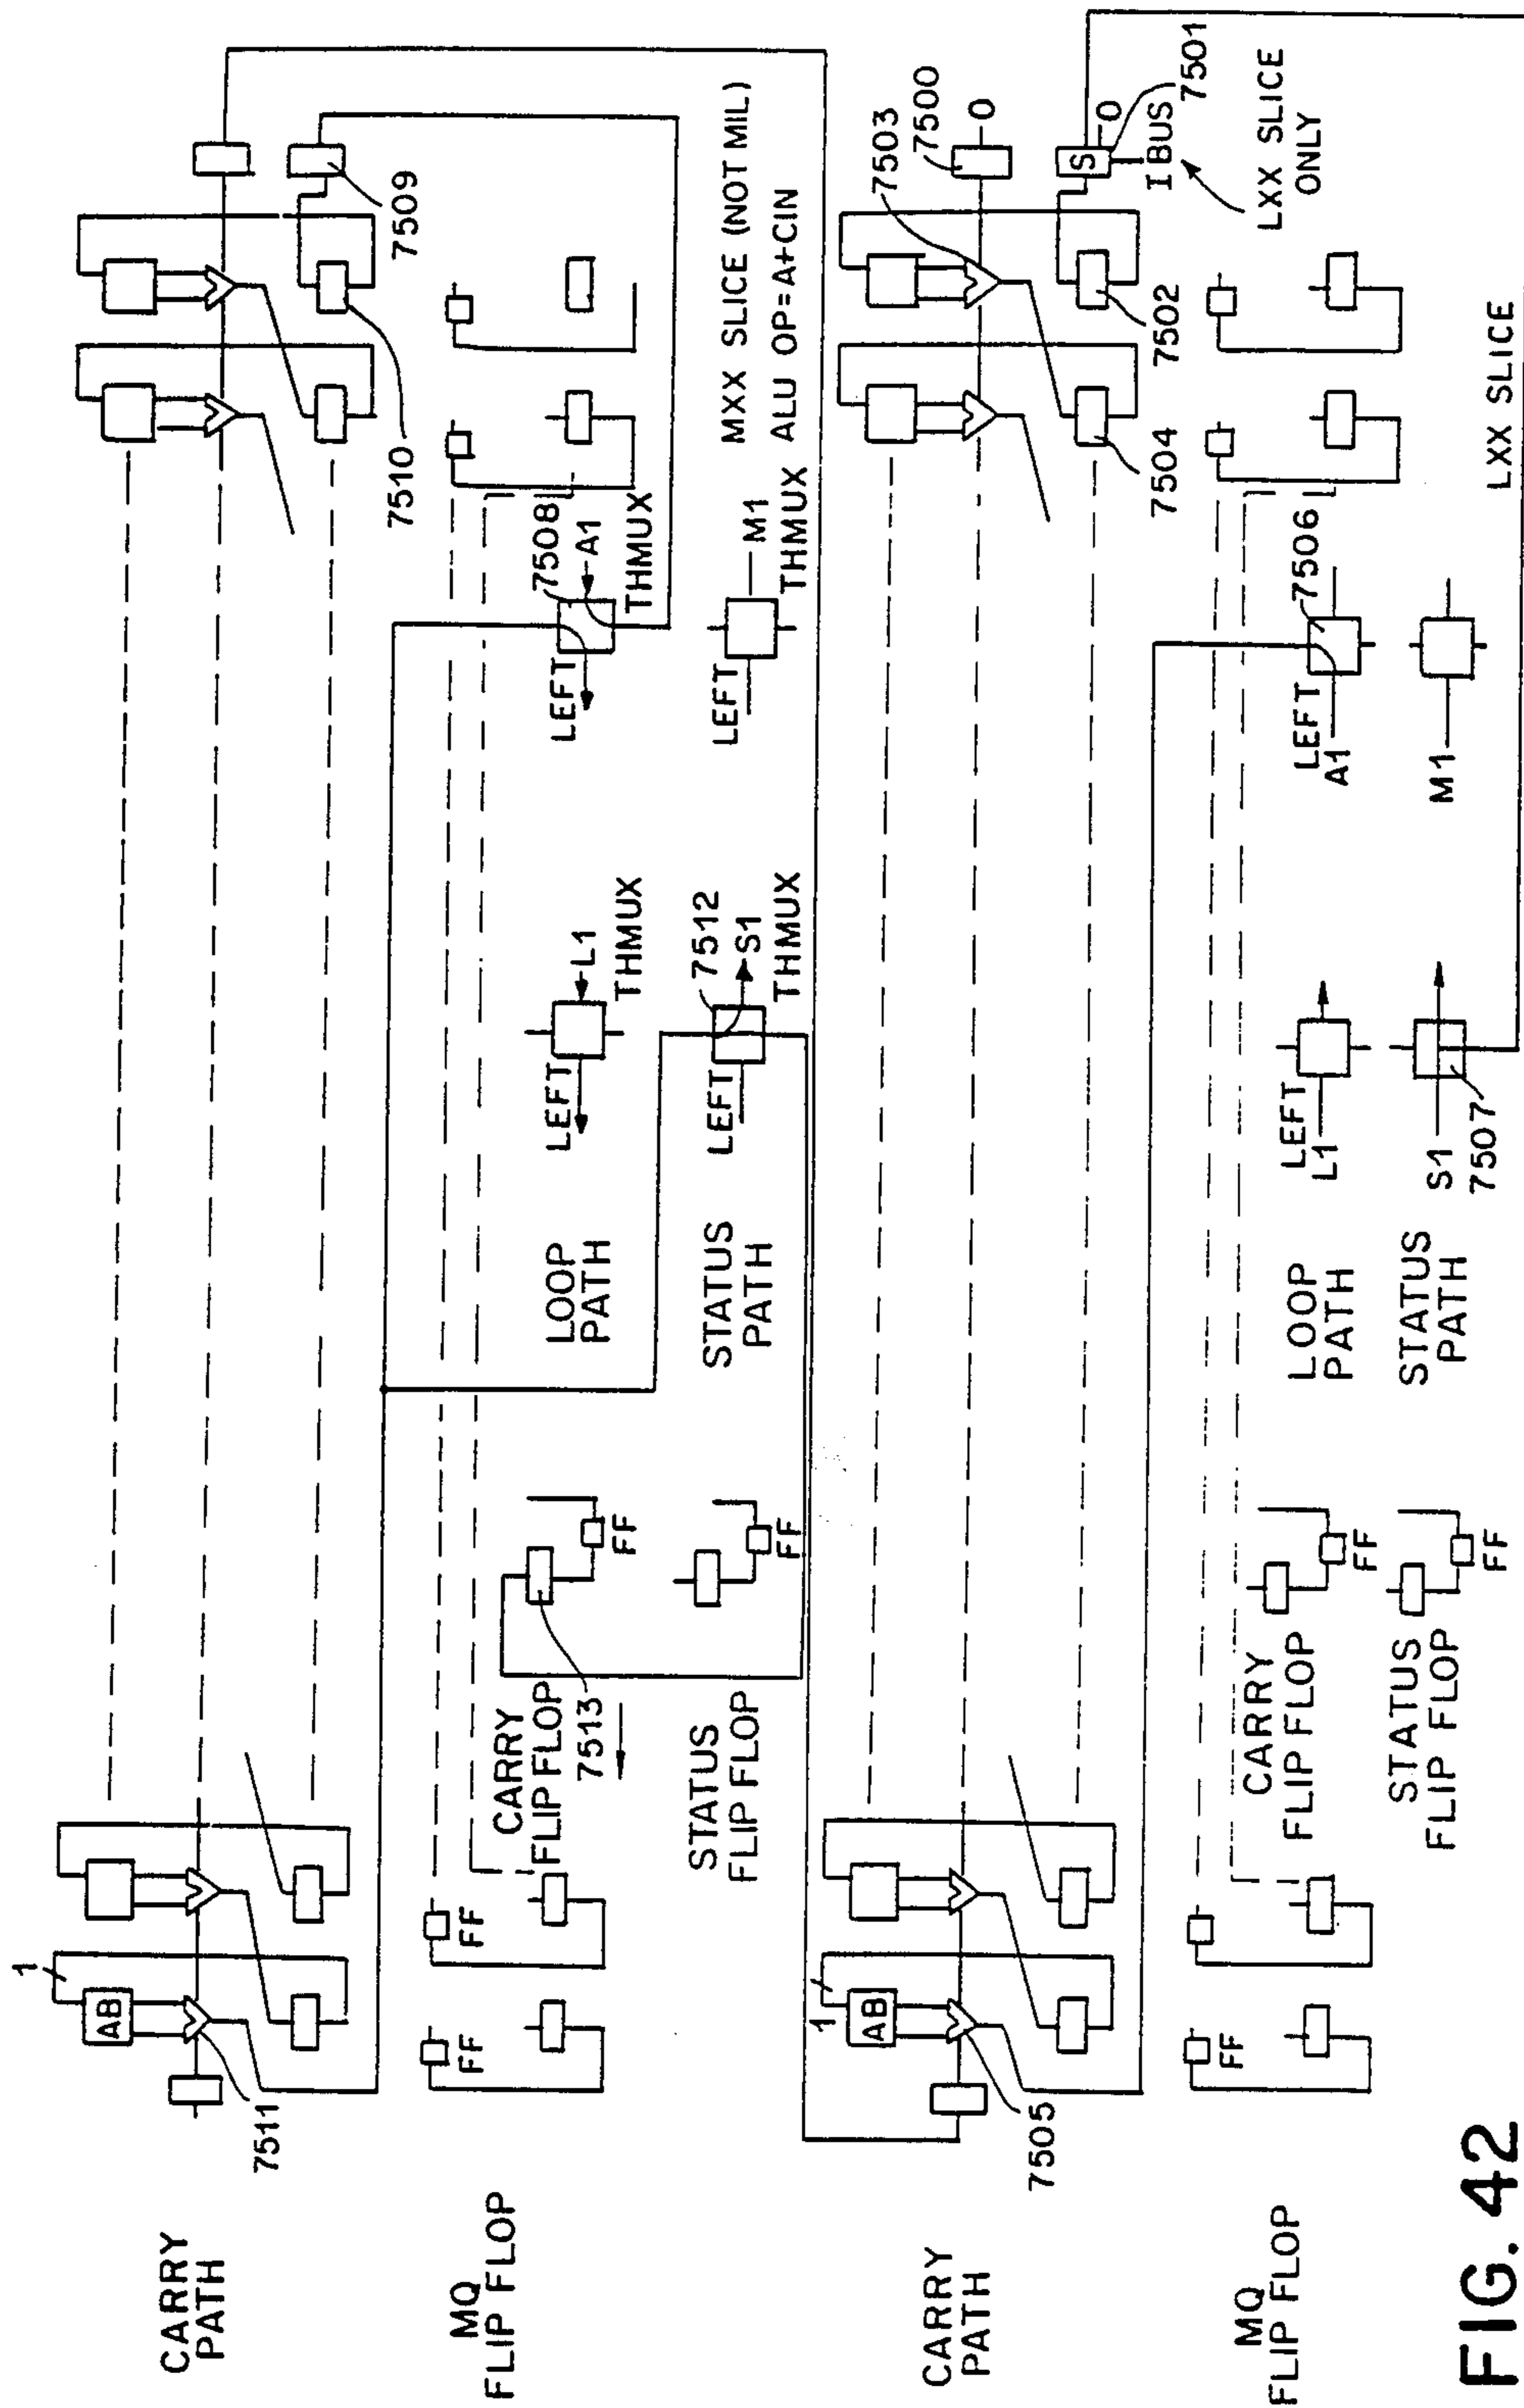 CARRY
PATH
1
AB
7511
7510
7509
MQ
FLIP FLOP
FF
FF
CARRY
FLIP FLOP
7513
FF
LOOP
PATH
LEFT
L1
THMUX
LEFT
7508
A1
THMUX
STATUS
FLIP FLOP
FF
STATUS
PATH
LEFT
7512
S1
THMUX
LEFT
M1
THMUX
MXX SLICE (NOT MIL)
ALU OP=A+CIN
CARRY
PATH
1
AB
7505
7504
7502
7503
7500
0
S
0
I BUS
7501
LXX SLICE
ONLY
MQ
FLIP FLOP
FF
CARRY
FLIP FLOP
FF
LOOP
PATH
LEFT
L1
LEFT
A1
7506
STATUS
FLIP FLOP
FF
STATUS
PATH
S1
7507
M1
LXX SLICE
FIG. 42